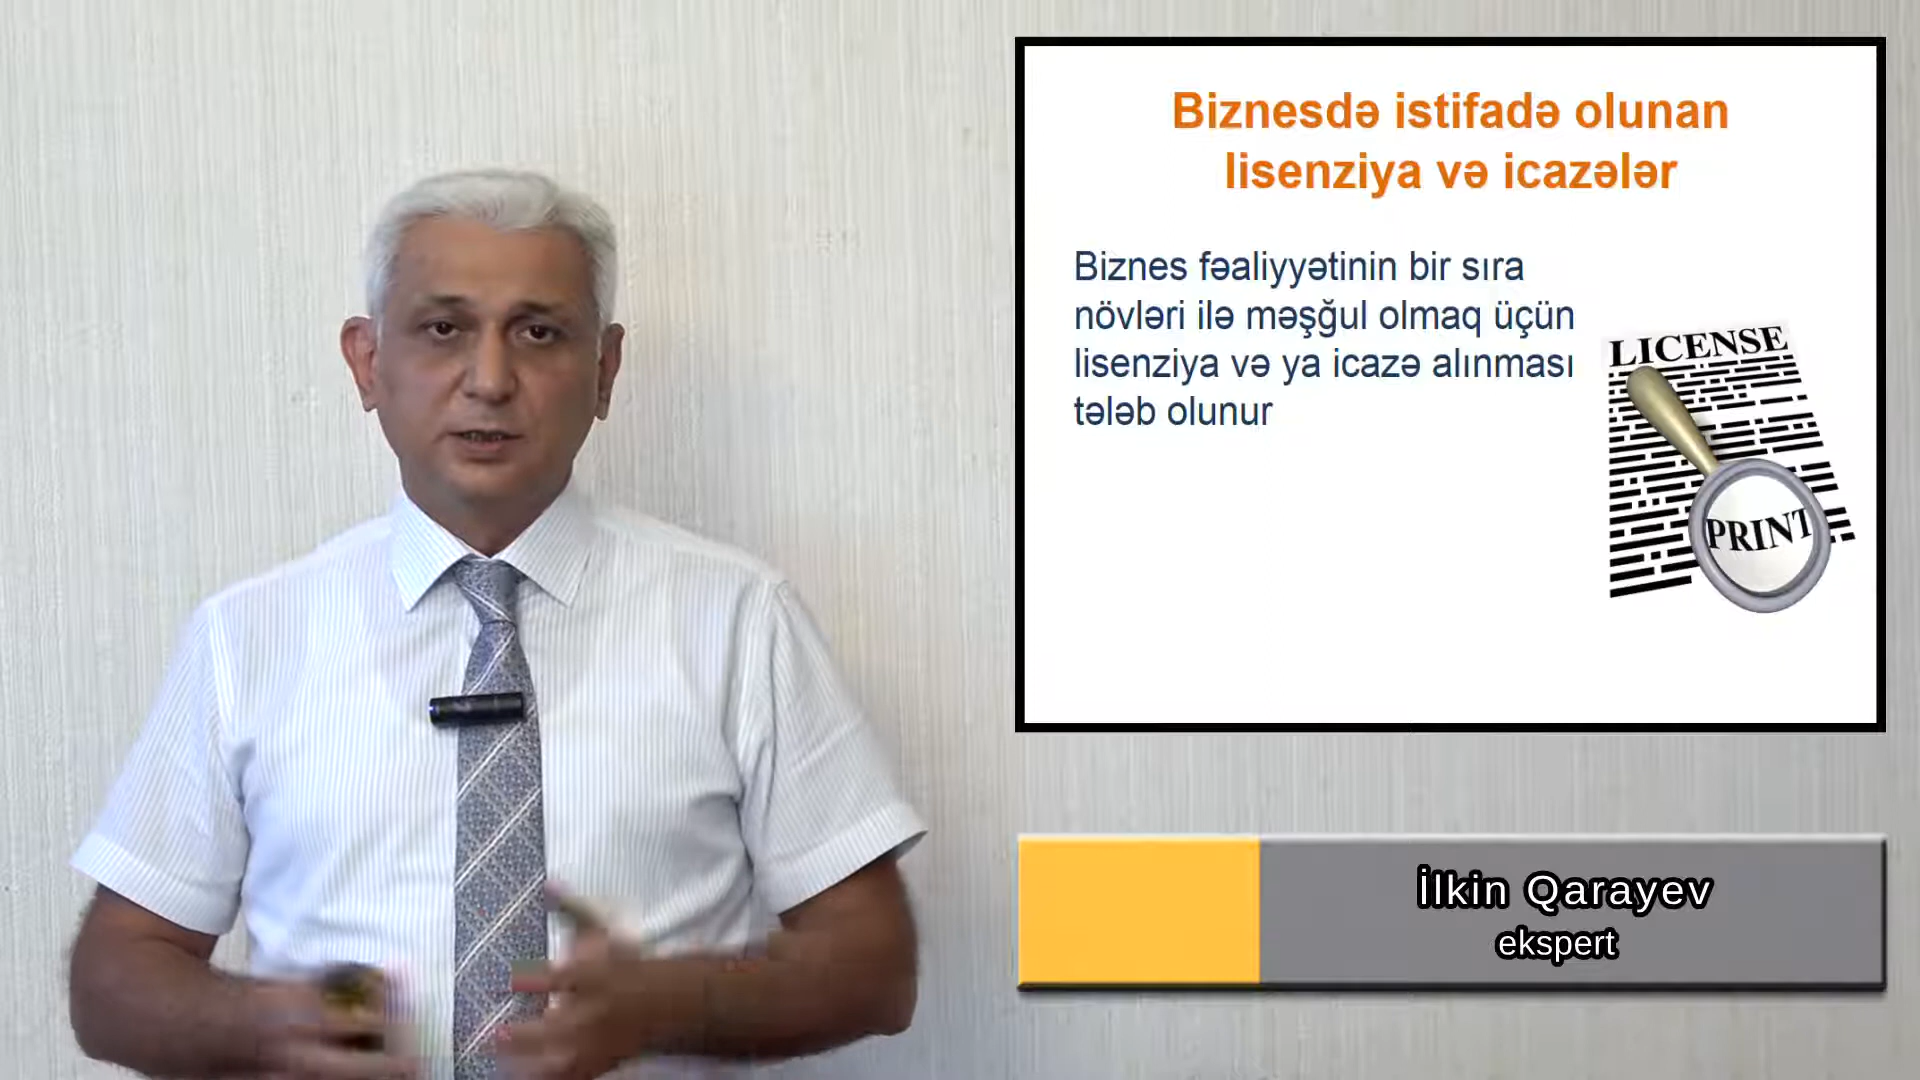 Biznesdə istifadə olunan
lisenziya və icazələr
Biznes fəaliyyətinin bir sıra
növləri ilə məşğul olmaq üçün
lisenziya və ya icazə alınması
tələb olunur
LICENSE
PRINT
İlkin Qarayev
ekspert